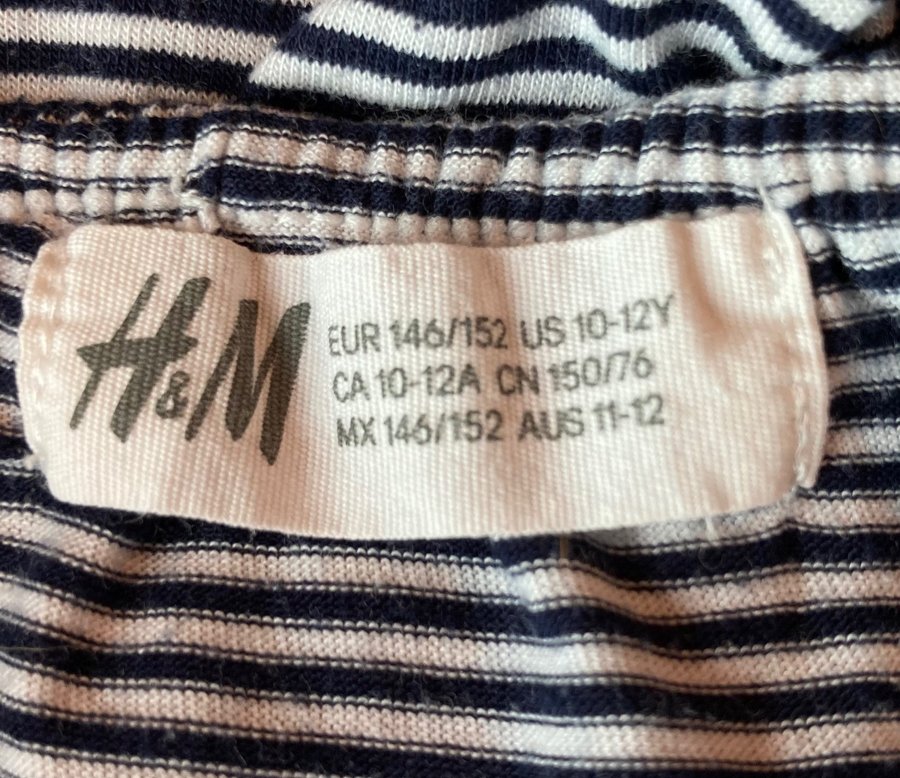 H&M
EUR 146/152 US 10-12Y
CA 10-12A CN 150/76
MX 146/152 AUS 11-12